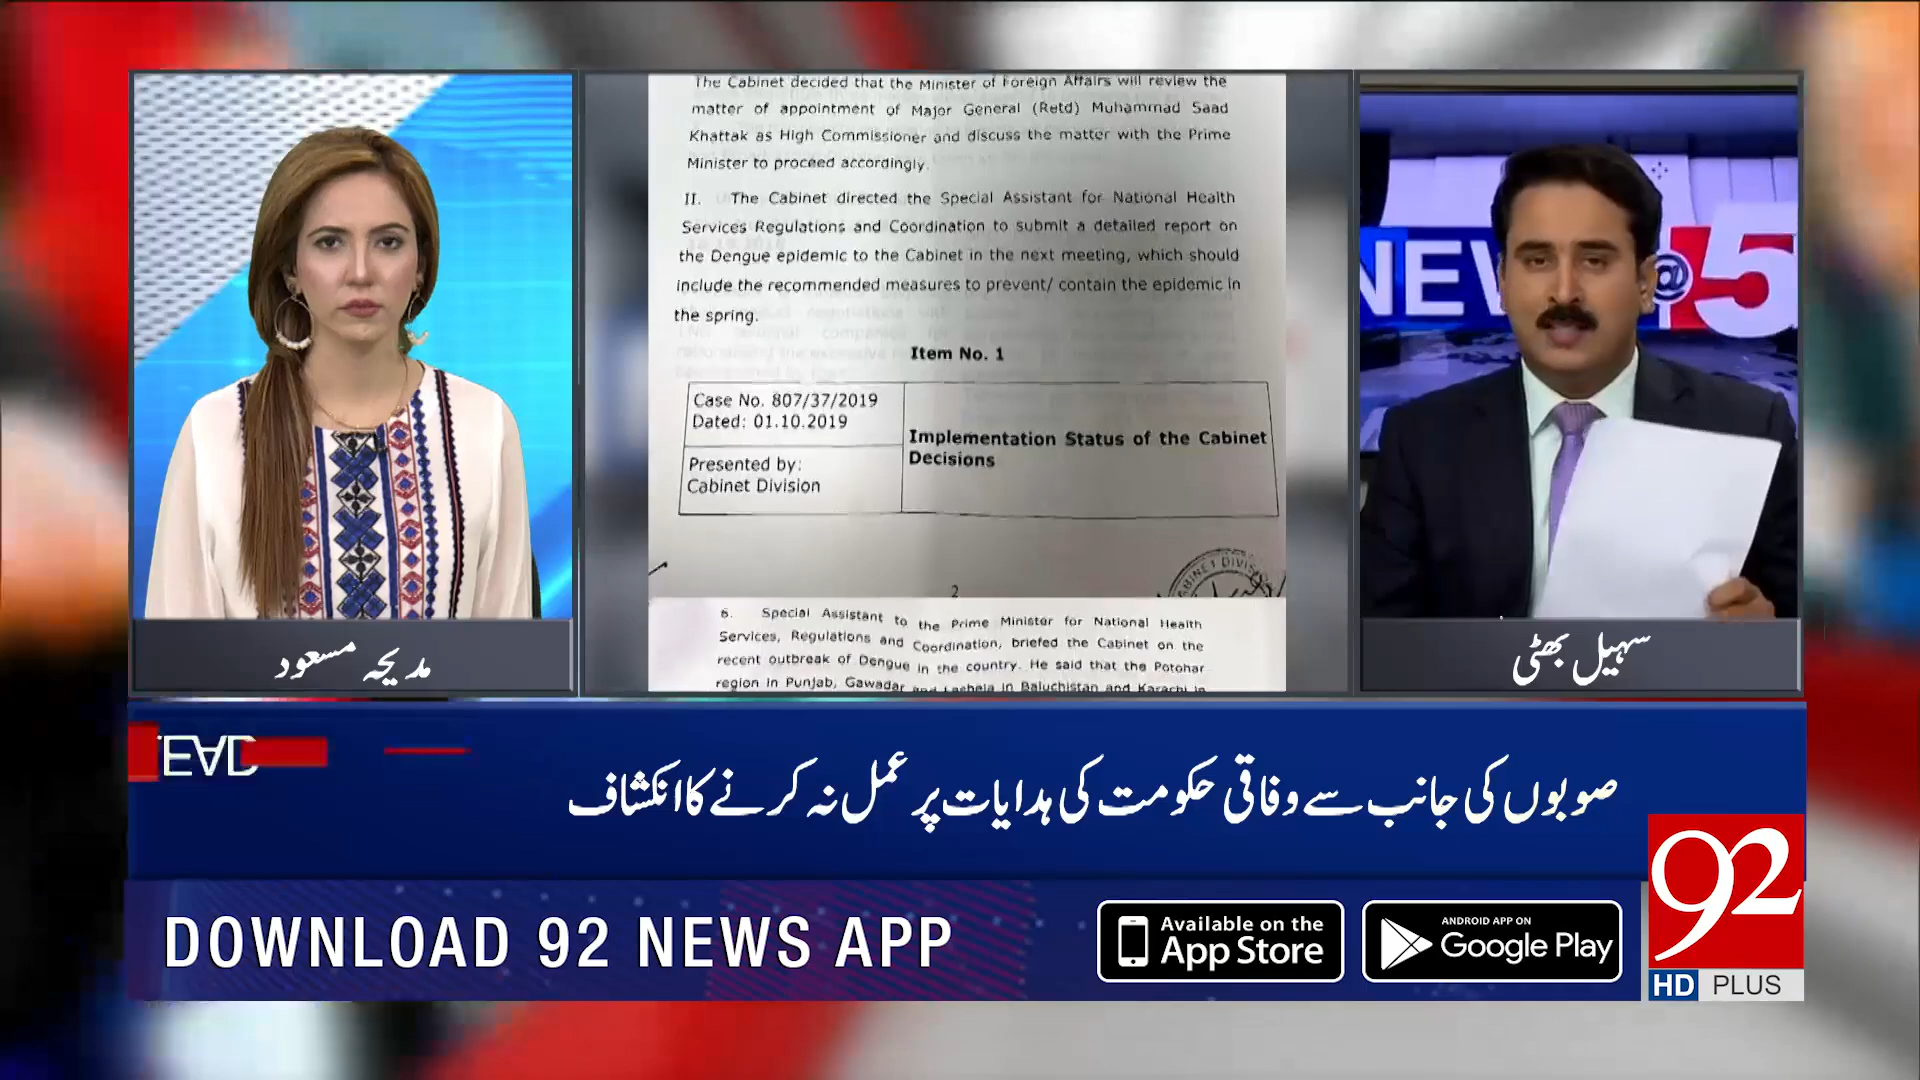 The Cabinet decided that the Minister of Foreign Affairs will review the
matter of appointment of Major General (Retd) Muhammad Saad
Khattak as High Commissioner and discuss the matter with the Prime
Minister to proceed accordingly.
II. The Cabinet directed the Special Assistant for National Health
Services Regulations and Coordination to submit a detailed report on
the Dengue epidemic to the Cabinet in the next meeting, which should
include the recommended measures to prevent/ contain the epidemic in
the spring.
Item No. 1
Case No. 807/37/2019
Dated: 01.10.2019
Presented by:
Cabinet Division
Implementation Status of the Cabinet
Decisions
2
6. Special Assistant to the Prime Minister for National Health
Services, Regulations and Coordination, briefed the Cabinet on the
recent outbreak of Dengue in the country. He said that the Potohar
region in Punjab, Gawadar and Lasbela in Baluchistan and Karachi in
NEW @5
مدیحہ مسعود
سہیل بھٹی
صوبوں کی جانب سے وفاقی حکومت کی ہدایات پر عمل نہ کرنے کا انکشاف
DOWNLOAD 92 NEWS APP
Available on the
App Store
ANDROID APP ON
Google Play
92
HD PLUS